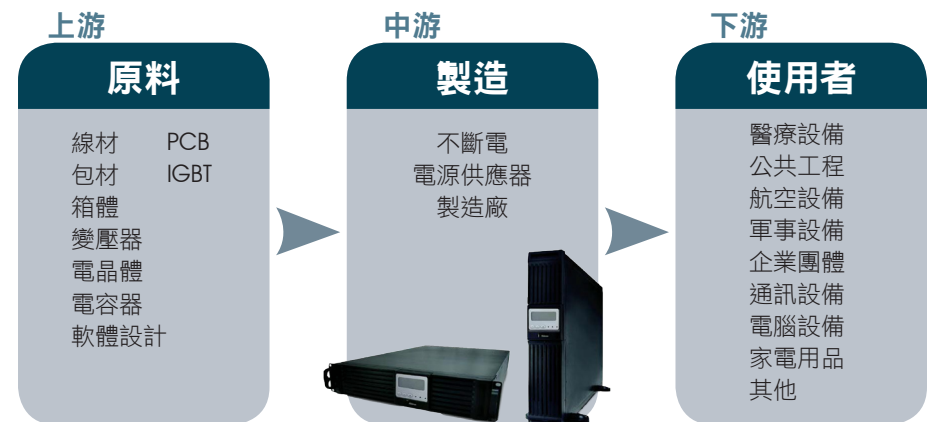 上游
原料
線材 PCB
包材 IGBT
箱體
變壓器
電晶體
電容器
軟體設計
中游
製造
不斷電
電源供應器
製造廠
下游
使用者
醫療設備
公共工程
航空設備
軍事設備
企業團體
通訊設備
電腦設備
家電用品
其他